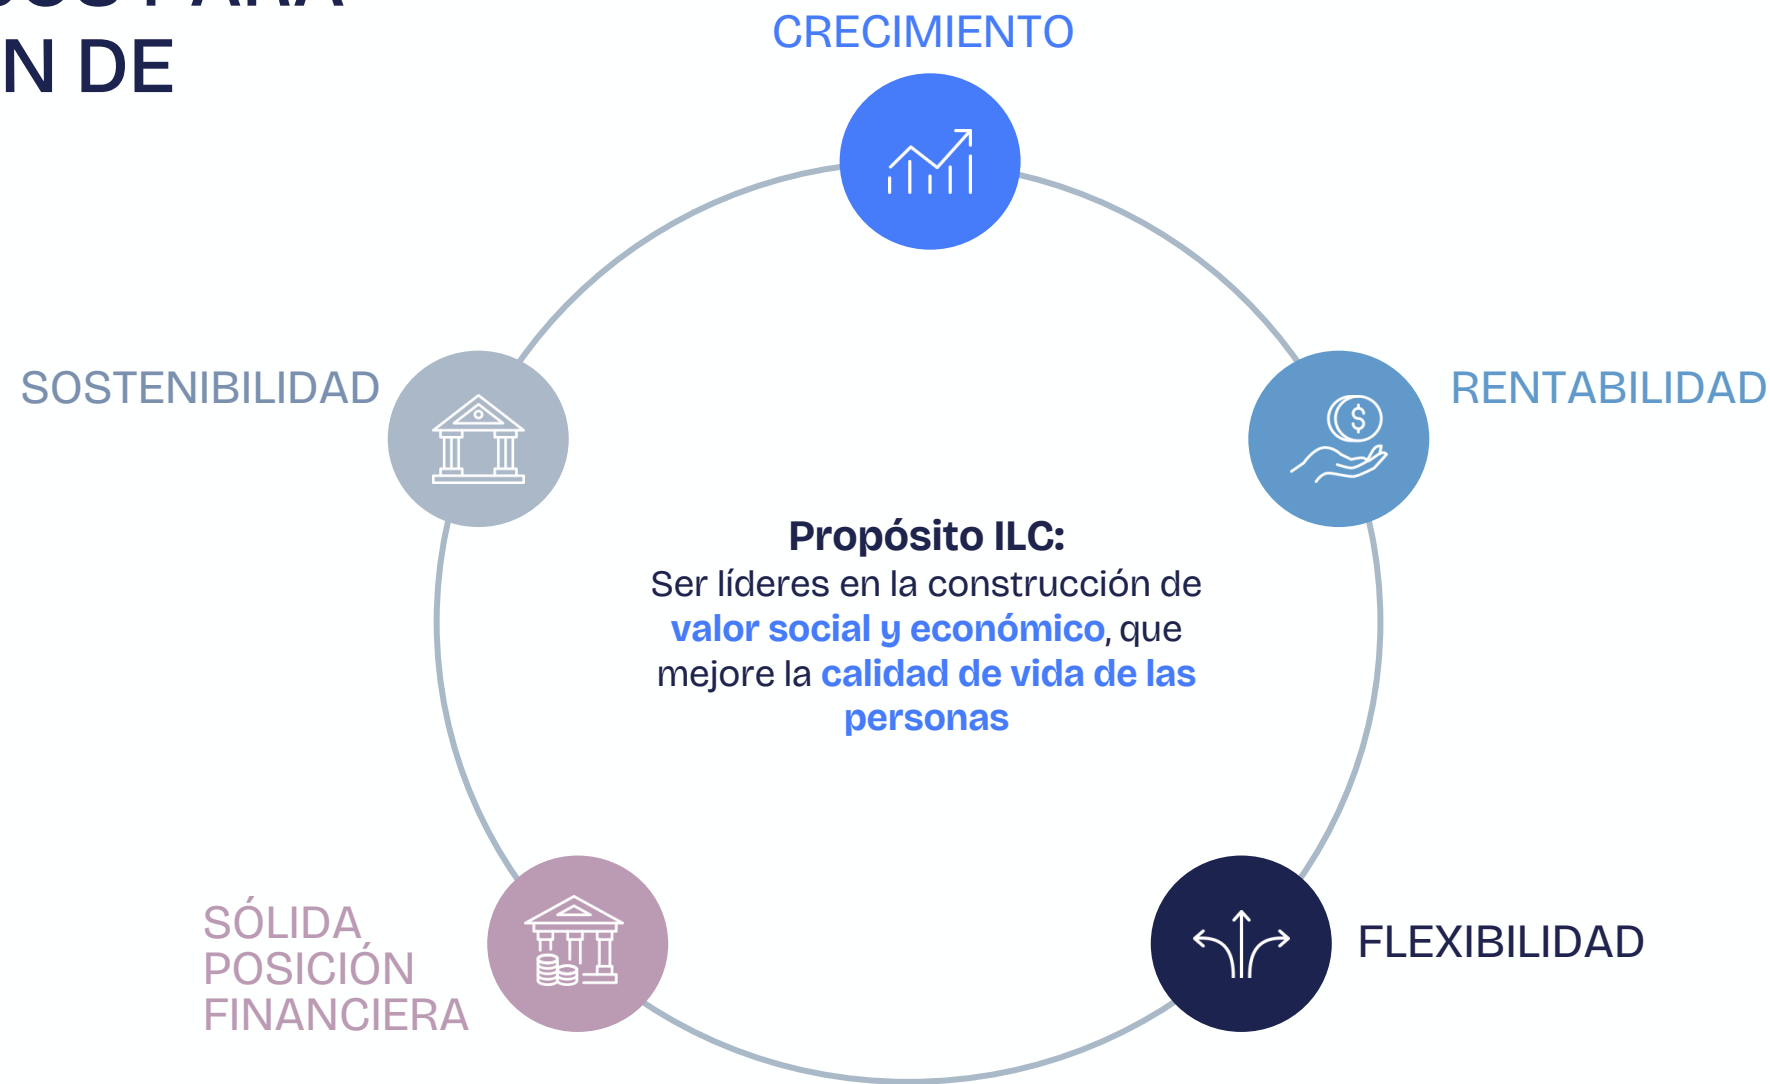 PARA
N DE
CRECIMIENTO
SOSTENIBILIDAD
RENTABILIDAD
Propósito ILC:
Ser líderes en la construcción de
valor social y económico, que
mejore la calidad de vida de las
personas
SÓLIDA
POSICIÓN
FINANCIERA
FLEXIBILIDAD